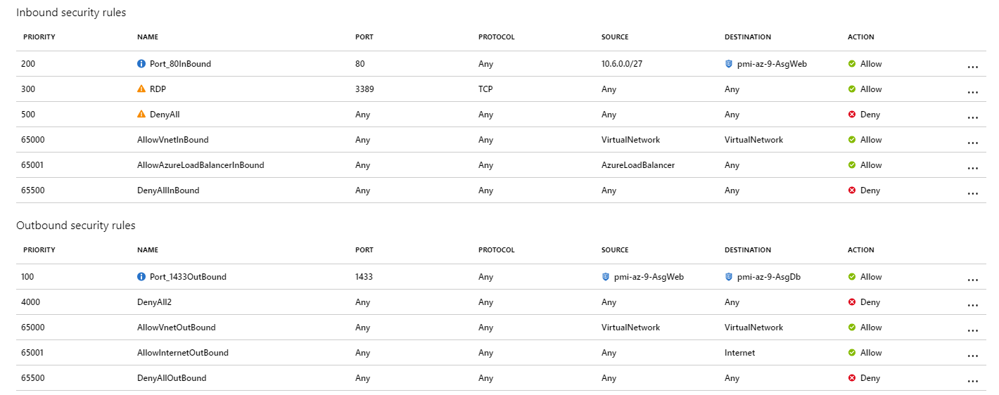 Inbound security rules
PRIORITY NAME PORT PROTOCOL SOURCE DESTINATION ACTION
200 Port_80InBound 80 Any 10.6.0.0/27 pmi-az-9-AsgWeb Allow ...
300 RDP 3389 TCP Any Any Allow ...
500 DenyAll Any Any Any Any Deny ...
65000 AllowVnetInBound Any Any VirtualNetwork VirtualNetwork Allow ...
65001 AllowAzureLoadBalancerInBound Any Any AzureLoadBalancer Any Allow ...
65500 DenyAllInBound Any Any Any Any Deny ...
Outbound security rules
PRIORITY NAME PORT PROTOCOL SOURCE DESTINATION ACTION
100 Port_1433OutBound 1433 Any pmi-az-9-AsgWeb pmi-az-9-AsgDb Allow ...
4000 DenyAll2 Any Any Any Any Deny ...
65000 AllowVnetOutBound Any Any VirtualNetwork VirtualNetwork Allow ...
65001 AllowInternetOutBound Any Any Any Internet Allow ...
65500 DenyAllOutBound Any Any Any Any Deny ...